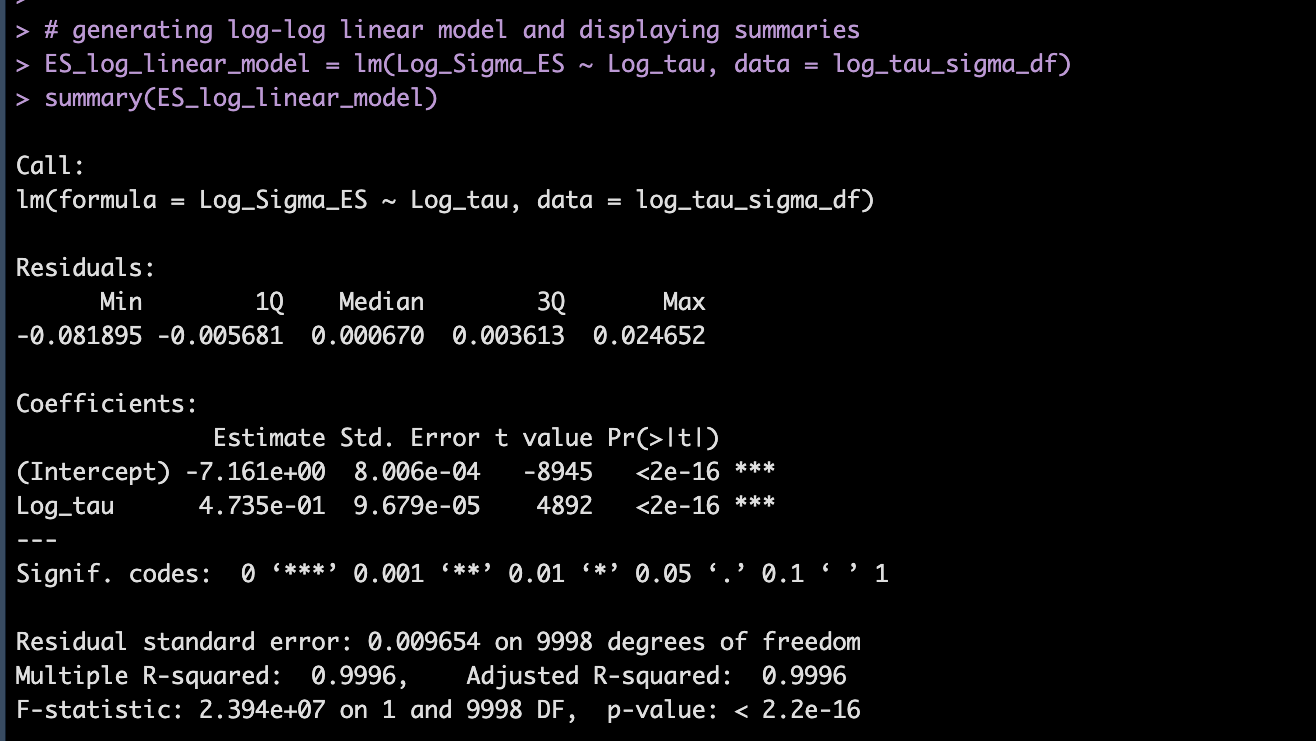 >
> # generating log-log linear model and displaying summaries
> ES_log_linear_model = lm(Log_Sigma_ES ~ Log_tau, data = log_tau_sigma_df)
> summary(ES_log_linear_model)

Call:
lm(formula = Log_Sigma_ES ~ Log_tau, data = log_tau_sigma_df)

Residuals:
      Min        1Q    Median        3Q       Max
-0.081895 -0.005681  0.000670  0.003613  0.024652

Coefficients:
              Estimate Std. Error t value Pr(>|t|)
(Intercept) -7.161e+00  8.006e-04   -8945   <2e-16 ***
Log_tau      4.735e-01  9.679e-05    4892   <2e-16 ***
---
Signif. codes:  0 ‘***’ 0.001 ‘**’ 0.01 ‘*’ 0.05 ‘.’ 0.1 ‘ ’ 1

Residual standard error: 0.009654 on 9998 degrees of freedom
Multiple R-squared:  0.9996,	Adjusted R-squared:  0.9996
F-statistic: 2.394e+07 on 1 and 9998 DF,  p-value: < 2.2e-16